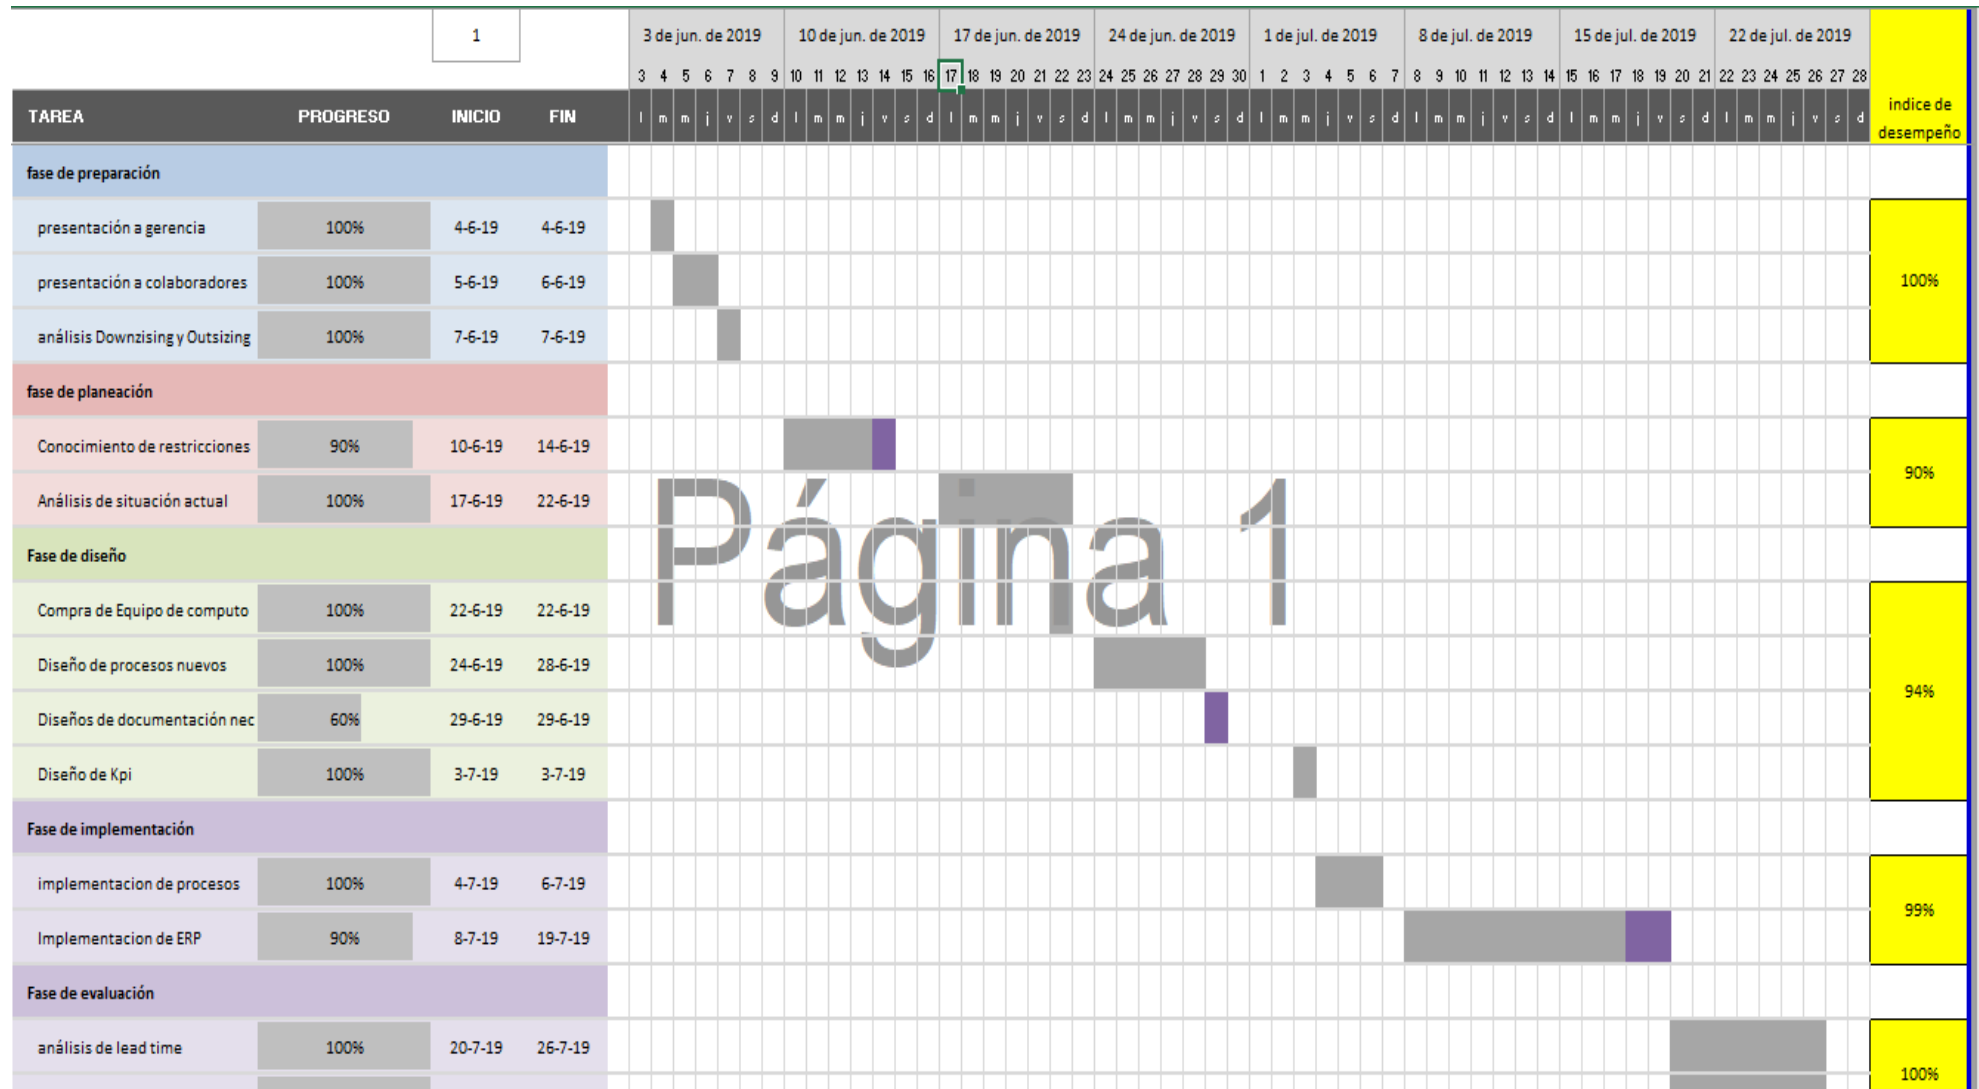 1
3 de jun. de 2019 10 de jun. de 2019 17 de jun. de 2019 24 de jun. de 2019 1 de jul. de 2019 8 de jul. de 2019 15 de jul. de 2019 22 de jul. de 2019
3 4 5 6 7 8 9 10 11 12 13 14 15 16 17 18 19 20 21 22 23 24 25 26 27 28 29 30 1 2 3 4 5 6 7 8 9 10 11 12 13 14 15 16 17 18 19 20 21 22 23 24 25 26 27 28
TAREA PROGRESO INICIO FIN l m m j v s d l m m j v s d l m m j v s d l m m j v s d l m m j v s d l m m j v s d l m m j v s d l m m j v s d
indice de
desempeño
fase de preparación
presentación a gerencia 100% 4-6-19 4-6-19
presentación a colaboradores 100% 5-6-19 6-6-19 100%
análisis Downzising y Outsizing 100% 7-6-19 7-6-19
fase de planeación
Conocimiento de restricciones 90% 10-6-19 14-6-19
90%
Análisis de situación actual 100% 17-6-19 22-6-19
Página 1
Fase de diseño
Compra de Equipo de computo 100% 22-6-19 22-6-19
Diseño de procesos nuevos 100% 24-6-19 28-6-19
94%
Diseños de documentación nec 60% 29-6-19 29-6-19
Diseño de Kpi 100% 3-7-19 3-7-19
Fase de implementación
implementacion de procesos 100% 4-7-19 6-7-19
99%
Implementacion de ERP 90% 8-7-19 19-7-19
Fase de evaluación
análisis de lead time 100% 20-7-19 26-7-19
100%